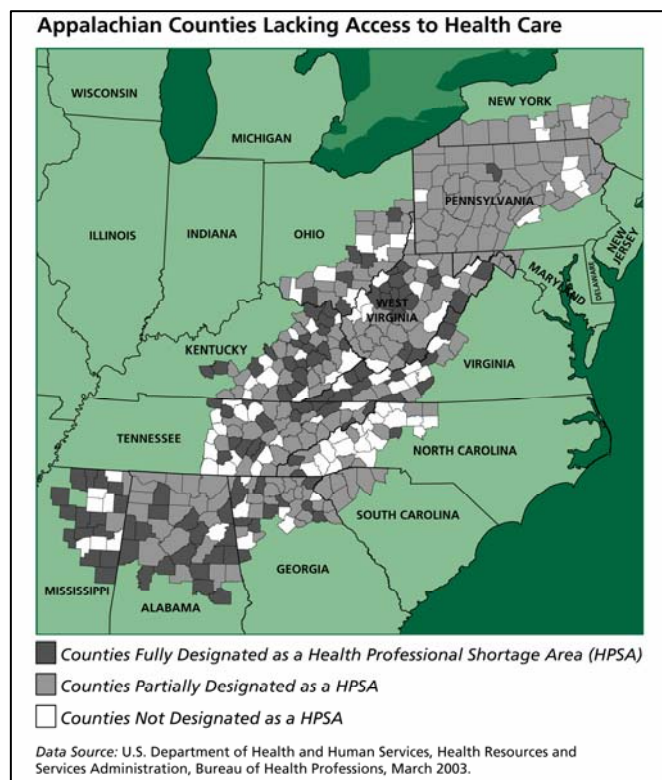 Appalachian Counties Lacking Access to Health Care
WISCONSIN
NEW YORK
MICHIGAN
PENNSYLVANIA
OHIO
ILLINOIS
INDIANA
NEW JERSEY
MARYLAND
DELAWARE
WEST
VIRGINIA
KENTUCKY
VIRGINIA
TENNESSEE
NORTH CAROLINA
SOUTH CAROLINA
GEORGIA
MISSISSIPPI
ALABAMA
Counties Fully Designated as a Health Professional Shortage Area (HPSA)
Counties Partially Designated as a HPSA
Counties Not Designated as a HPSA
Data Source: U.S. Department of Health and Human Services, Health Resources and
Services Administration, Bureau of Health Professions, March 2003.